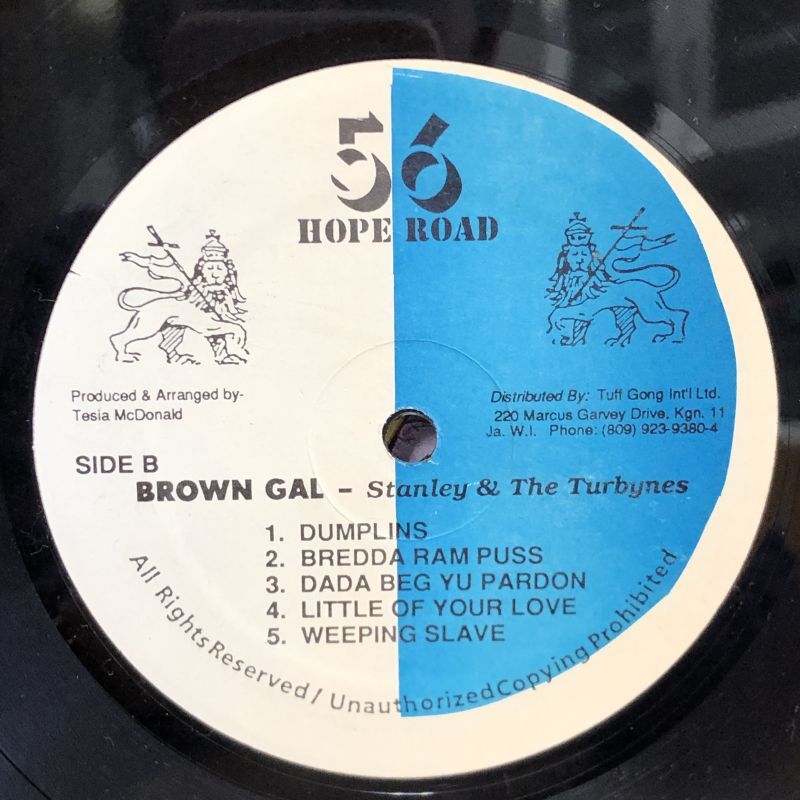 56
HOPE ROAD
Produced & Arranged by-
Tesia McDonald
Distributed By: Tuff Gong Int'l Ltd.
220 Marcus Garvey Drive, Kgn. 11
Ja. W.I. Phone: (809) 923-9380-4
SIDE B
BROWN GAL - Stanley & The Turbynes
1. DUMPLINS
2. BREDDA RAM PUSS
3. DADA BEG YU PARDON
4. LITTLE OF YOUR LOVE
5. WEEPING SLAVE
All Rights Reserved / Unauthorized Copying Prohibited